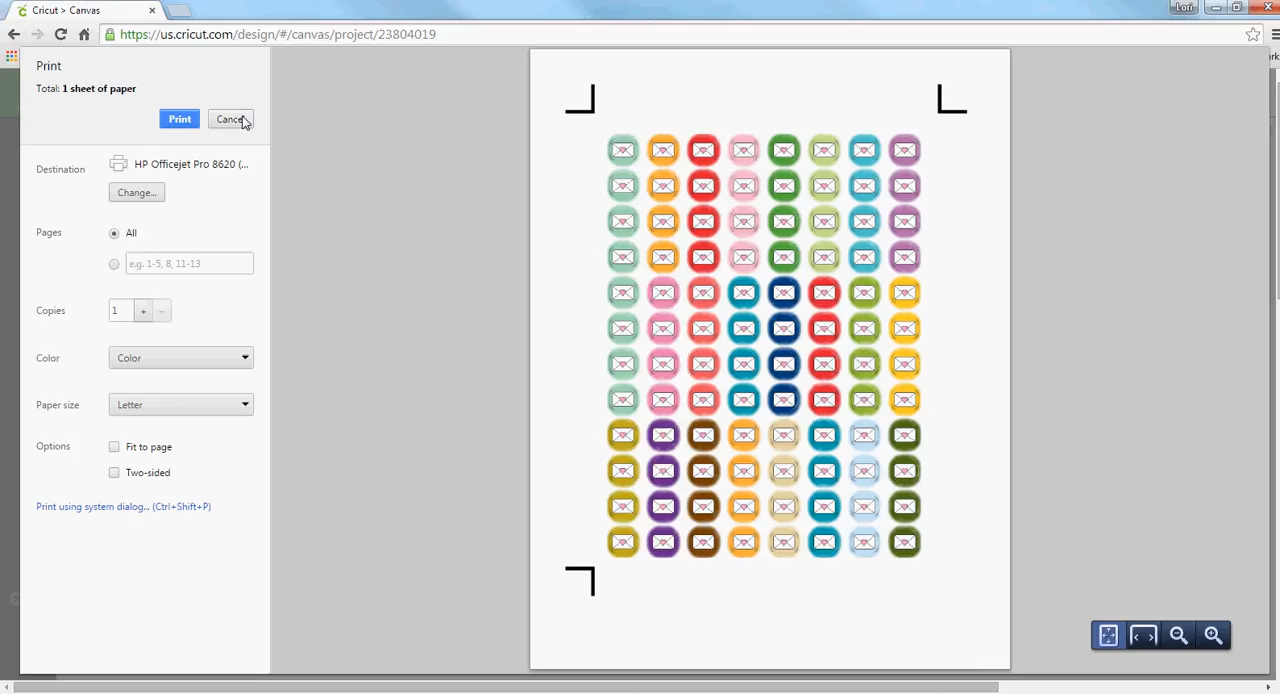 Cricut > Canvas
Lori
https://us.cricut.com/design/#/canvas/project/23804019
Print
Total: 1 sheet of paper
Print
Cancel
Destination
HP Officejet Pro 8620 (...
Change...
Pages
All
e.g. 1-5, 8, 11-13
Copies
1
+
-
Color
Color
Paper size
Letter
Options
Fit to page
Two-sided
Print using system dialog... (Ctrl+Shift+P)